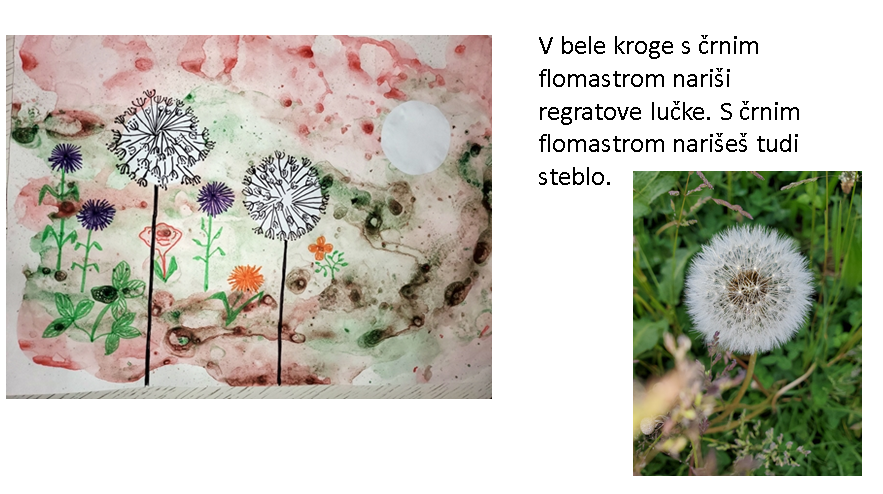 V bele kroge s črnim
flomastrom nariši
regratove lučke. S črnim
flomastrom narišeš tudi
steblo.